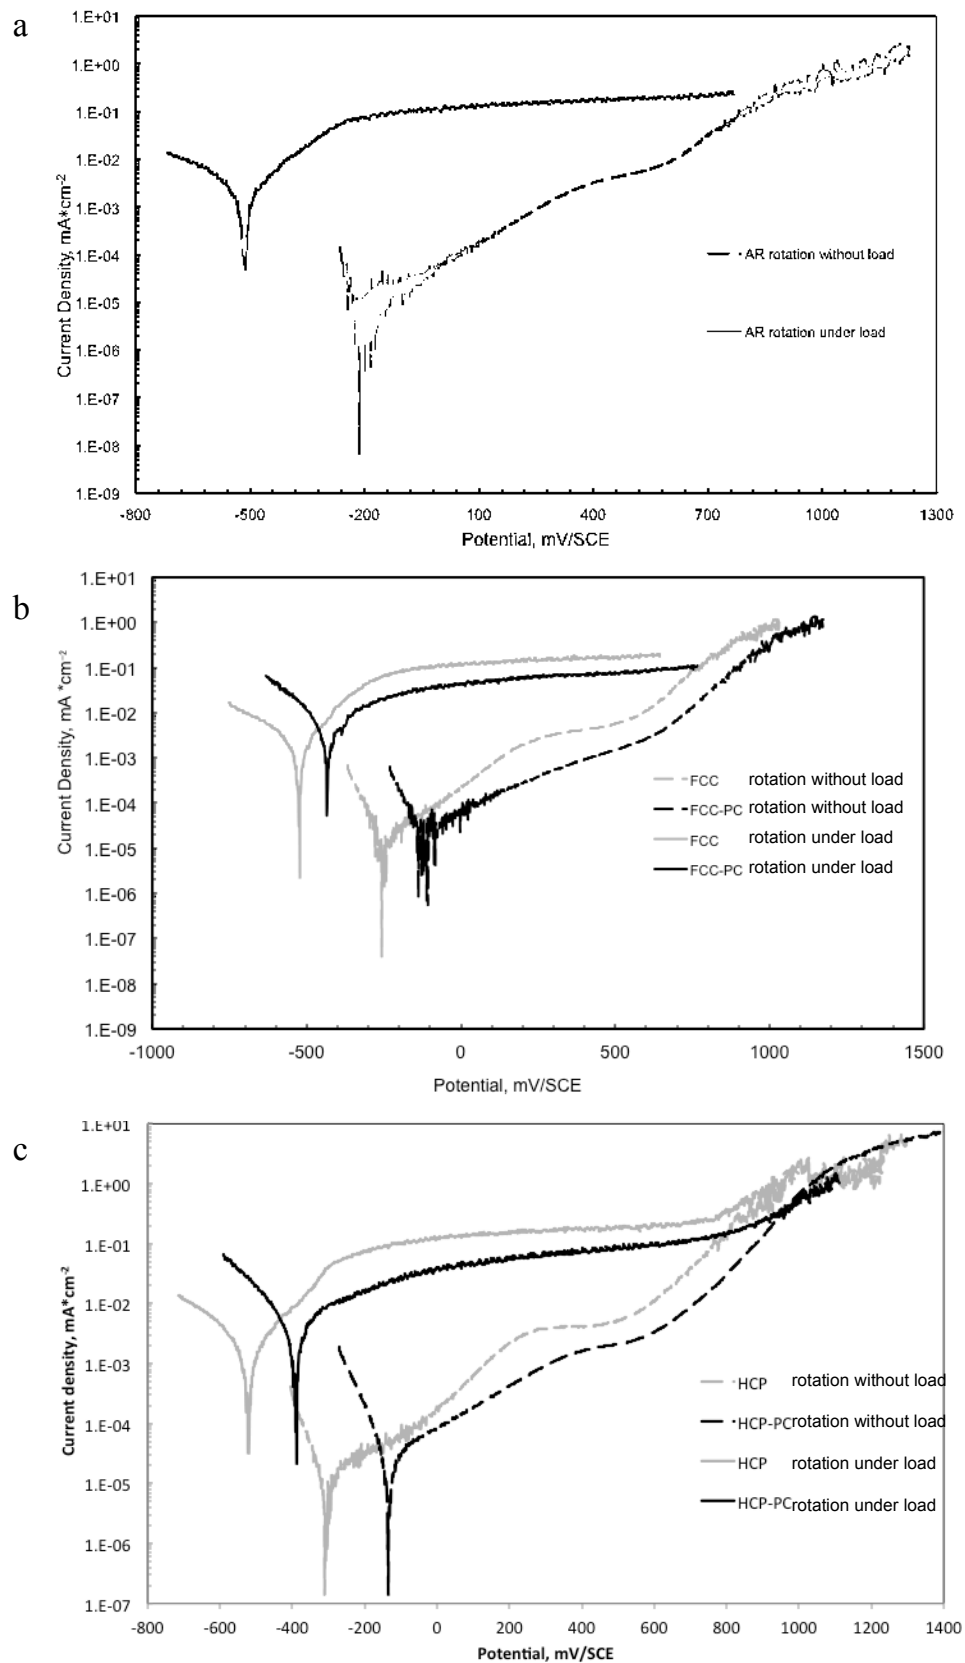 a
1.E+01
1.E+00
1.E-01
1.E-02
1.E-03
1.E-04
1.E-05
1.E-06
1.E-07
1.E-08
1.E-09
Current Density, mA*cm-2
AR rotation without load
AR rotation under load
-800 -500 -200 100 400 700 1000 1300
Potential, mV/SCE
b
1.E+01
1.E+00
1.E-01
1.E-02
1.E-03
1.E-04
1.E-05
1.E-06
1.E-07
1.E-08
1.E-09
Current Density, mA *cm-2
FCC rotation without load
FCC-PC rotation without load
FCC rotation under load
FCC-PC rotation under load
-1000 -500 0 500 1000 1500
Potential, mV/SCE
c
1.E+01
1.E+00
1.E-01
1.E-02
1.E-03
1.E-04
1.E-05
1.E-06
1.E-07
Current density, mA*cm-2
HCP rotation without load
HCP-PC rotation without load
HCP rotation under load
HCP-PC rotation under load
-800 -600 -400 -200 0 200 400 600 800 1000 1200 1400
Potential, mV/SCE